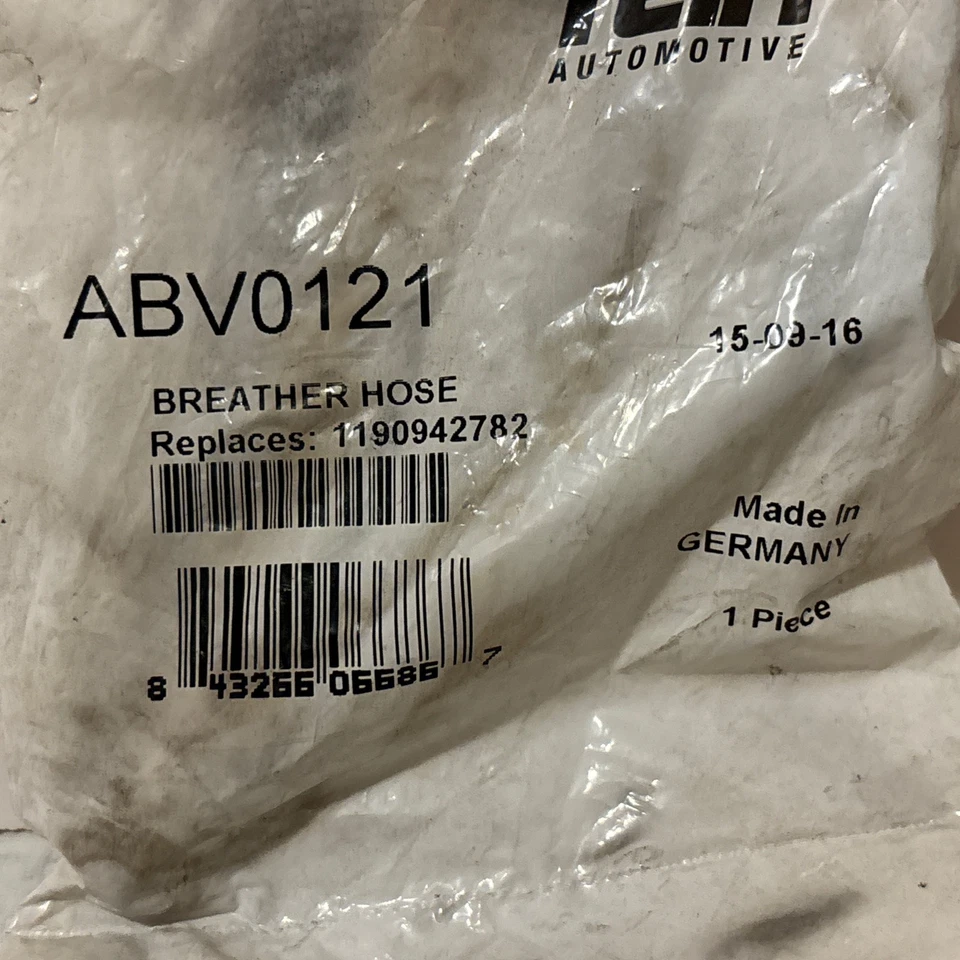 AUTOMOTIVE
ABV0121
15-09-16
BREATHER HOSE
Replaces: 1190942782
Made In
GERMANY
1 Piece
8 43266 06686 7